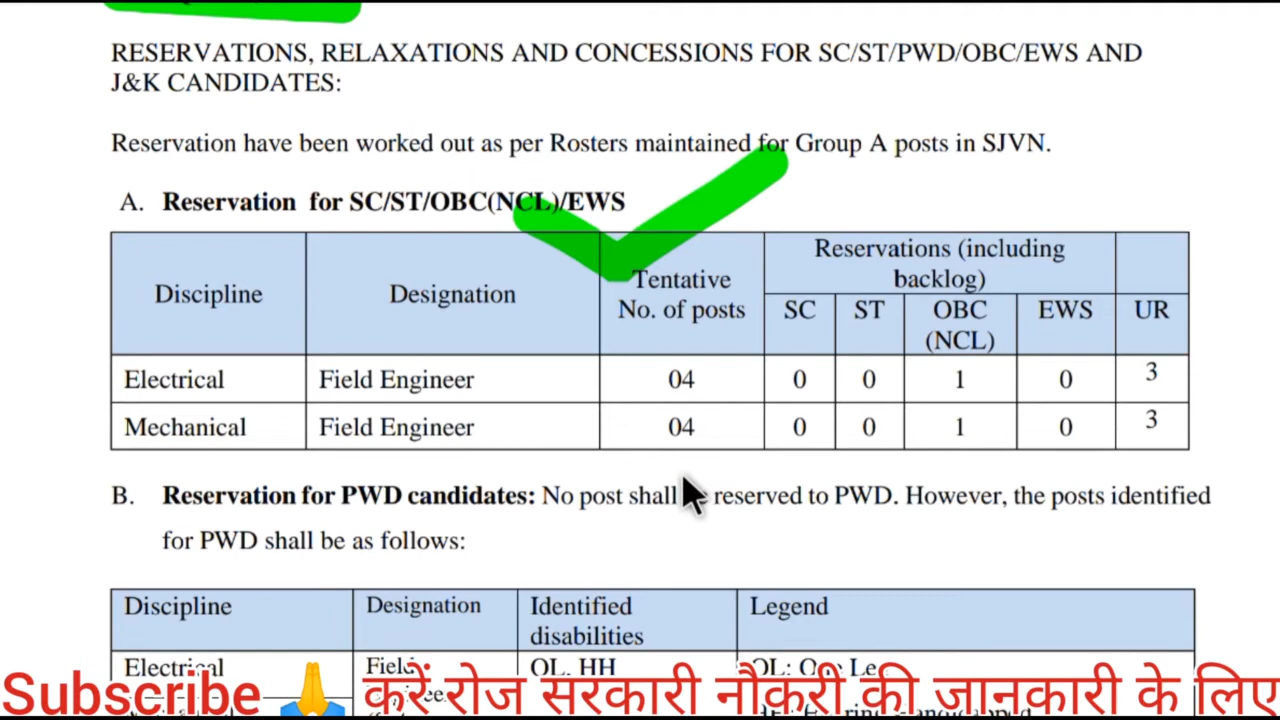 RESERVATIONS, RELAXATIONS AND CONCESSIONS FOR SC/ST/PWD/OBC/EWS AND
J&K CANDIDATES:
Reservation have been worked out as per Rosters maintained for Group A posts in SJVN.
A. Reservation for SC/ST/OBC(NCL)/EWS
Discipline Designation Tentative No. of posts Reservations (including backlog)
SC ST OBC (NCL) EWS UR
Electrical Field Engineer 04 0 0 1 0 3
Mechanical Field Engineer 04 0 0 1 0 3
B. Reservation for PWD candidates: No post shall reserved to PWD. However, the posts identified
for PWD shall be as follows:
Discipline Designation Identified disabilities Legend
Electrical Field OL, HH OL: One Leg
Subscribe 🙏 करें रोज सरकारी नौकरी की जानकारी के लिए